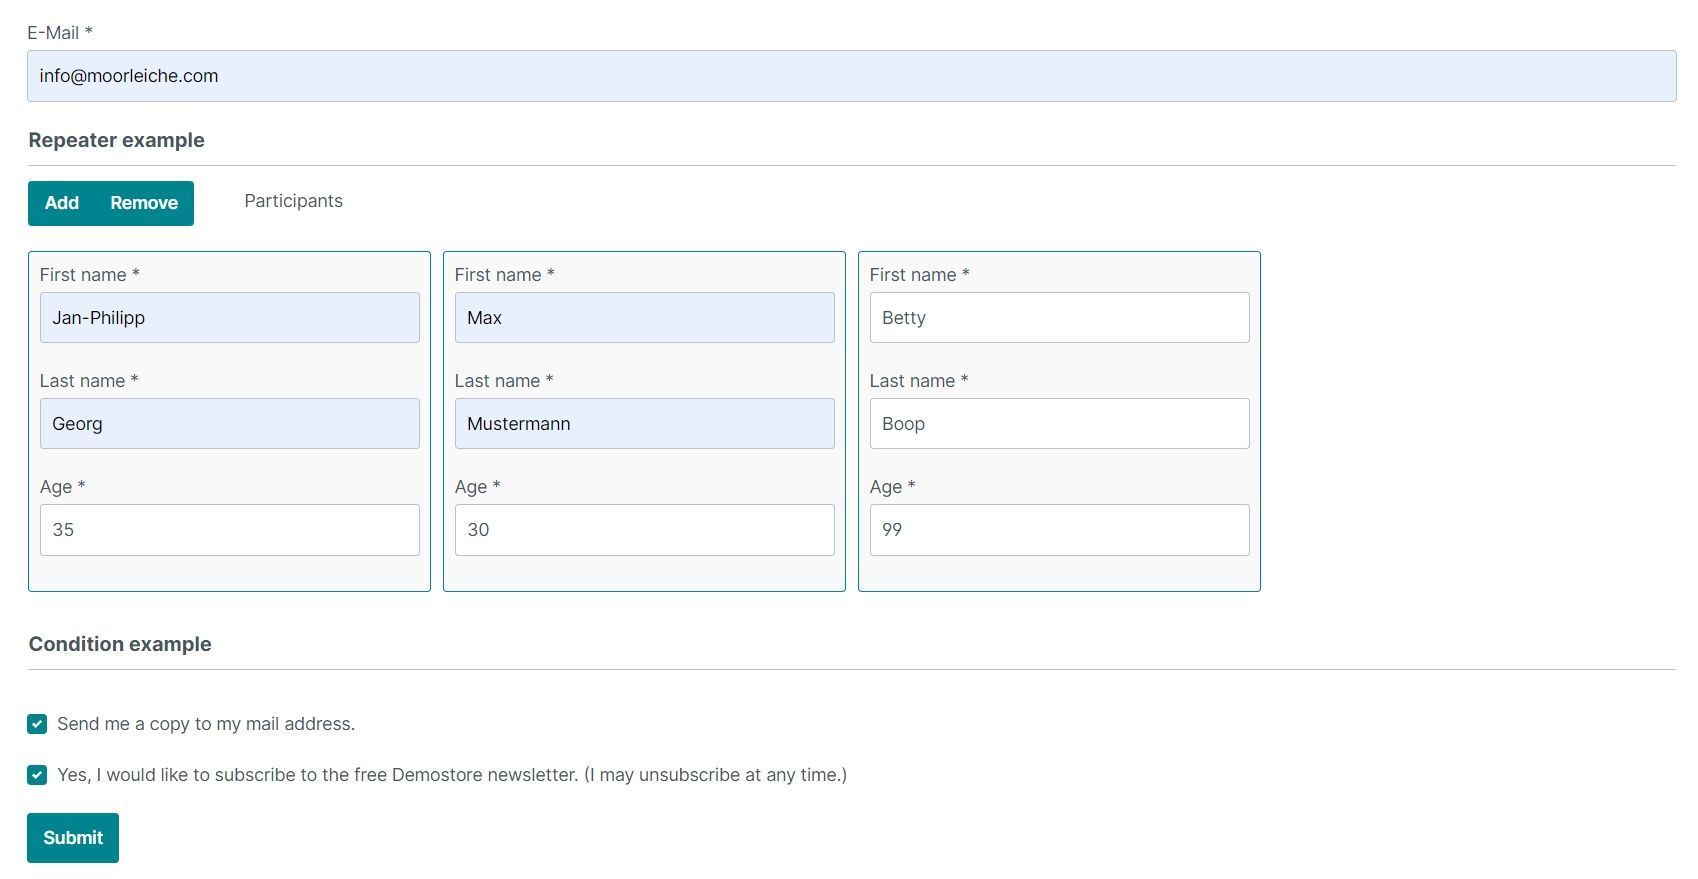 E-Mail *
info@moorleiche.com
Repeater example
Add Remove Participants
First name * First name * First name *
Jan-Philipp Max Betty
Last name * Last name * Last name *
Georg Mustermann Boop
Age * Age * Age *
35 30 99
Condition example
Send me a copy to my mail address.
Yes, I would like to subscribe to the free Demostore newsletter. (I may unsubscribe at any time.)
Submit